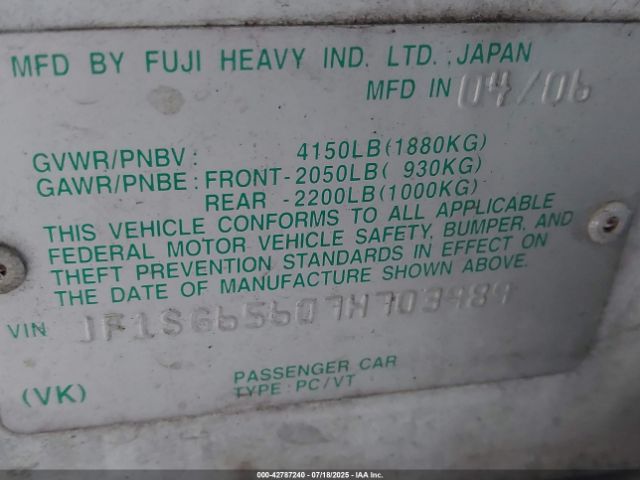 MFD BY FUJI HEAVY IND. LTD. JAPAN
MFD IN 04/06
GVWR/PNBV: 4150LB(1880KG)
GAWR/PNBE: FRONT-2050LB( 930KG)
REAR -2200LB(1000KG)
THIS VEHICLE CONFORMS TO ALL APPLICABLE
FEDERAL MOTOR VEHICLE SAFETY, BUMPER, AND
THEFT PREVENTION STANDARDS IN EFFECT ON
THE DATE OF MANUFACTURE SHOWN ABOVE.
VIN JF1SG65607H703989
PASSENGER CAR
(VK) TYPE: PC/VT
000-42787240 - 07/18/2025 - IAA Inc.